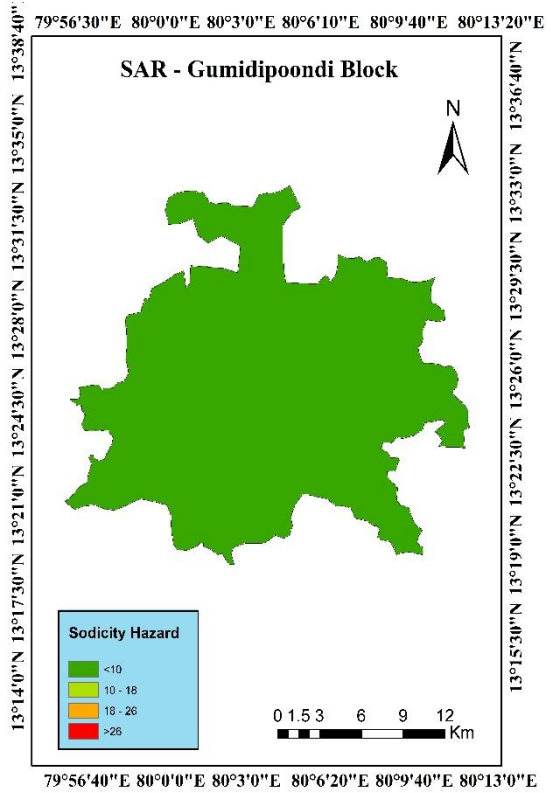 79°56'30"E 80°0'0"E 80°3'0"E 80°6'10"E 80°9'40"E 80°13'20"E
SAR - Gumidipoondi Block
N
13°38'40"N
13°35'0"N
13°31'30"N
13°28'0"N
13°24'30"N
13°21'0"N
13°17'30"N
13°14'0"N
13°36'40"N
13°33'0"N
13°29'30"N
13°26'0"N
13°22'30"N
13°19'0"N
13°15'30"N
Sodicity Hazard
<10
10 - 18
18 - 26
>26
0 1.5 3 6 9 12
Km
79°56'40"E 80°0'0"E 80°3'0"E 80°6'20"E 80°9'40"E 80°13'0"E